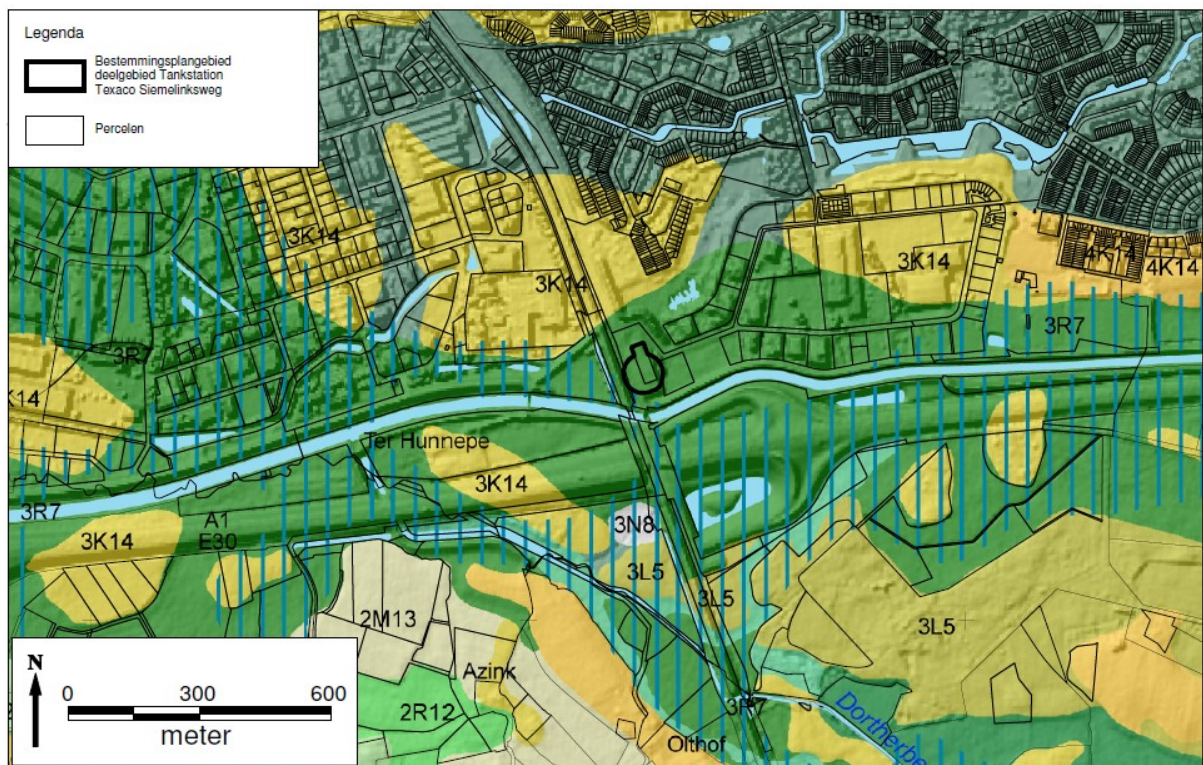 Legenda
Bestemmingsplangebied
deelgebied Tankstation
Texaco Siemelinksweg
Percelen
3K14
3K14
3K14
4K14
4K14
3R7
3R7
K14
Ter Hunnepe
3K14
3R7
A1
E30
3K14
3N8
3L5
3L5
3L5
2M13
Azink
2R12
3R7
Olthof
N
0 300 600
meter